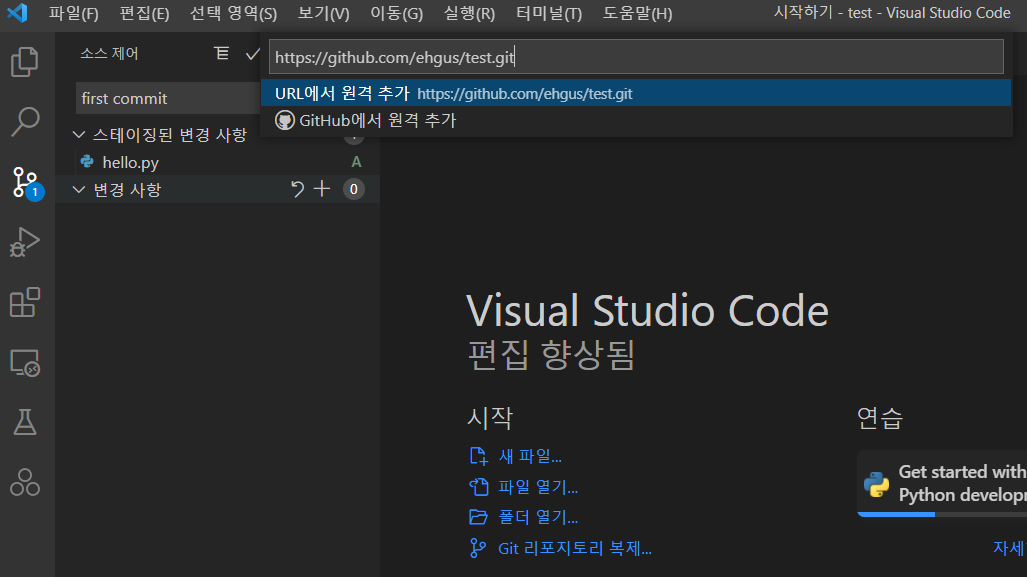 파일(F) 편집(E) 선택 영역(S) 보기(V) 이동(G) 실행(R) 터미널(T) 도움말(H) 시작하기 - test - Visual Studio Code
소스 제어
https://github.com/ehgus/test.git
first commit
URL에서 원격 추가 https://github.com/ehgus/test.git
GitHub에서 원격 추가
스테이징된 변경 사항
hello.py A
1
변경 사항 0
Visual Studio Code
편집 향상됨
시작
연습
새 파일...
파일 열기...
폴더 열기...
Git 리포지토리 복제...
Get started with
Python
자세